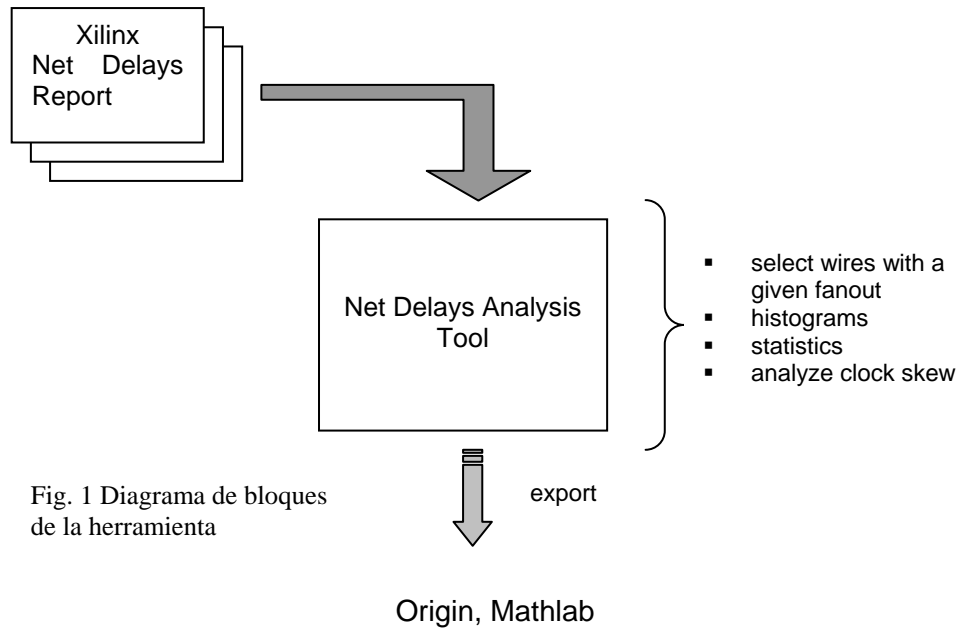 Xilinx
Net Delays
Report
Net Delays Analysis
Tool
▪ select wires with a
given fanout
▪ histograms
▪ statistics
▪ analyze clock skew
Fig. 1 Diagrama de bloques
de la herramienta
export
Origin, Mathlab